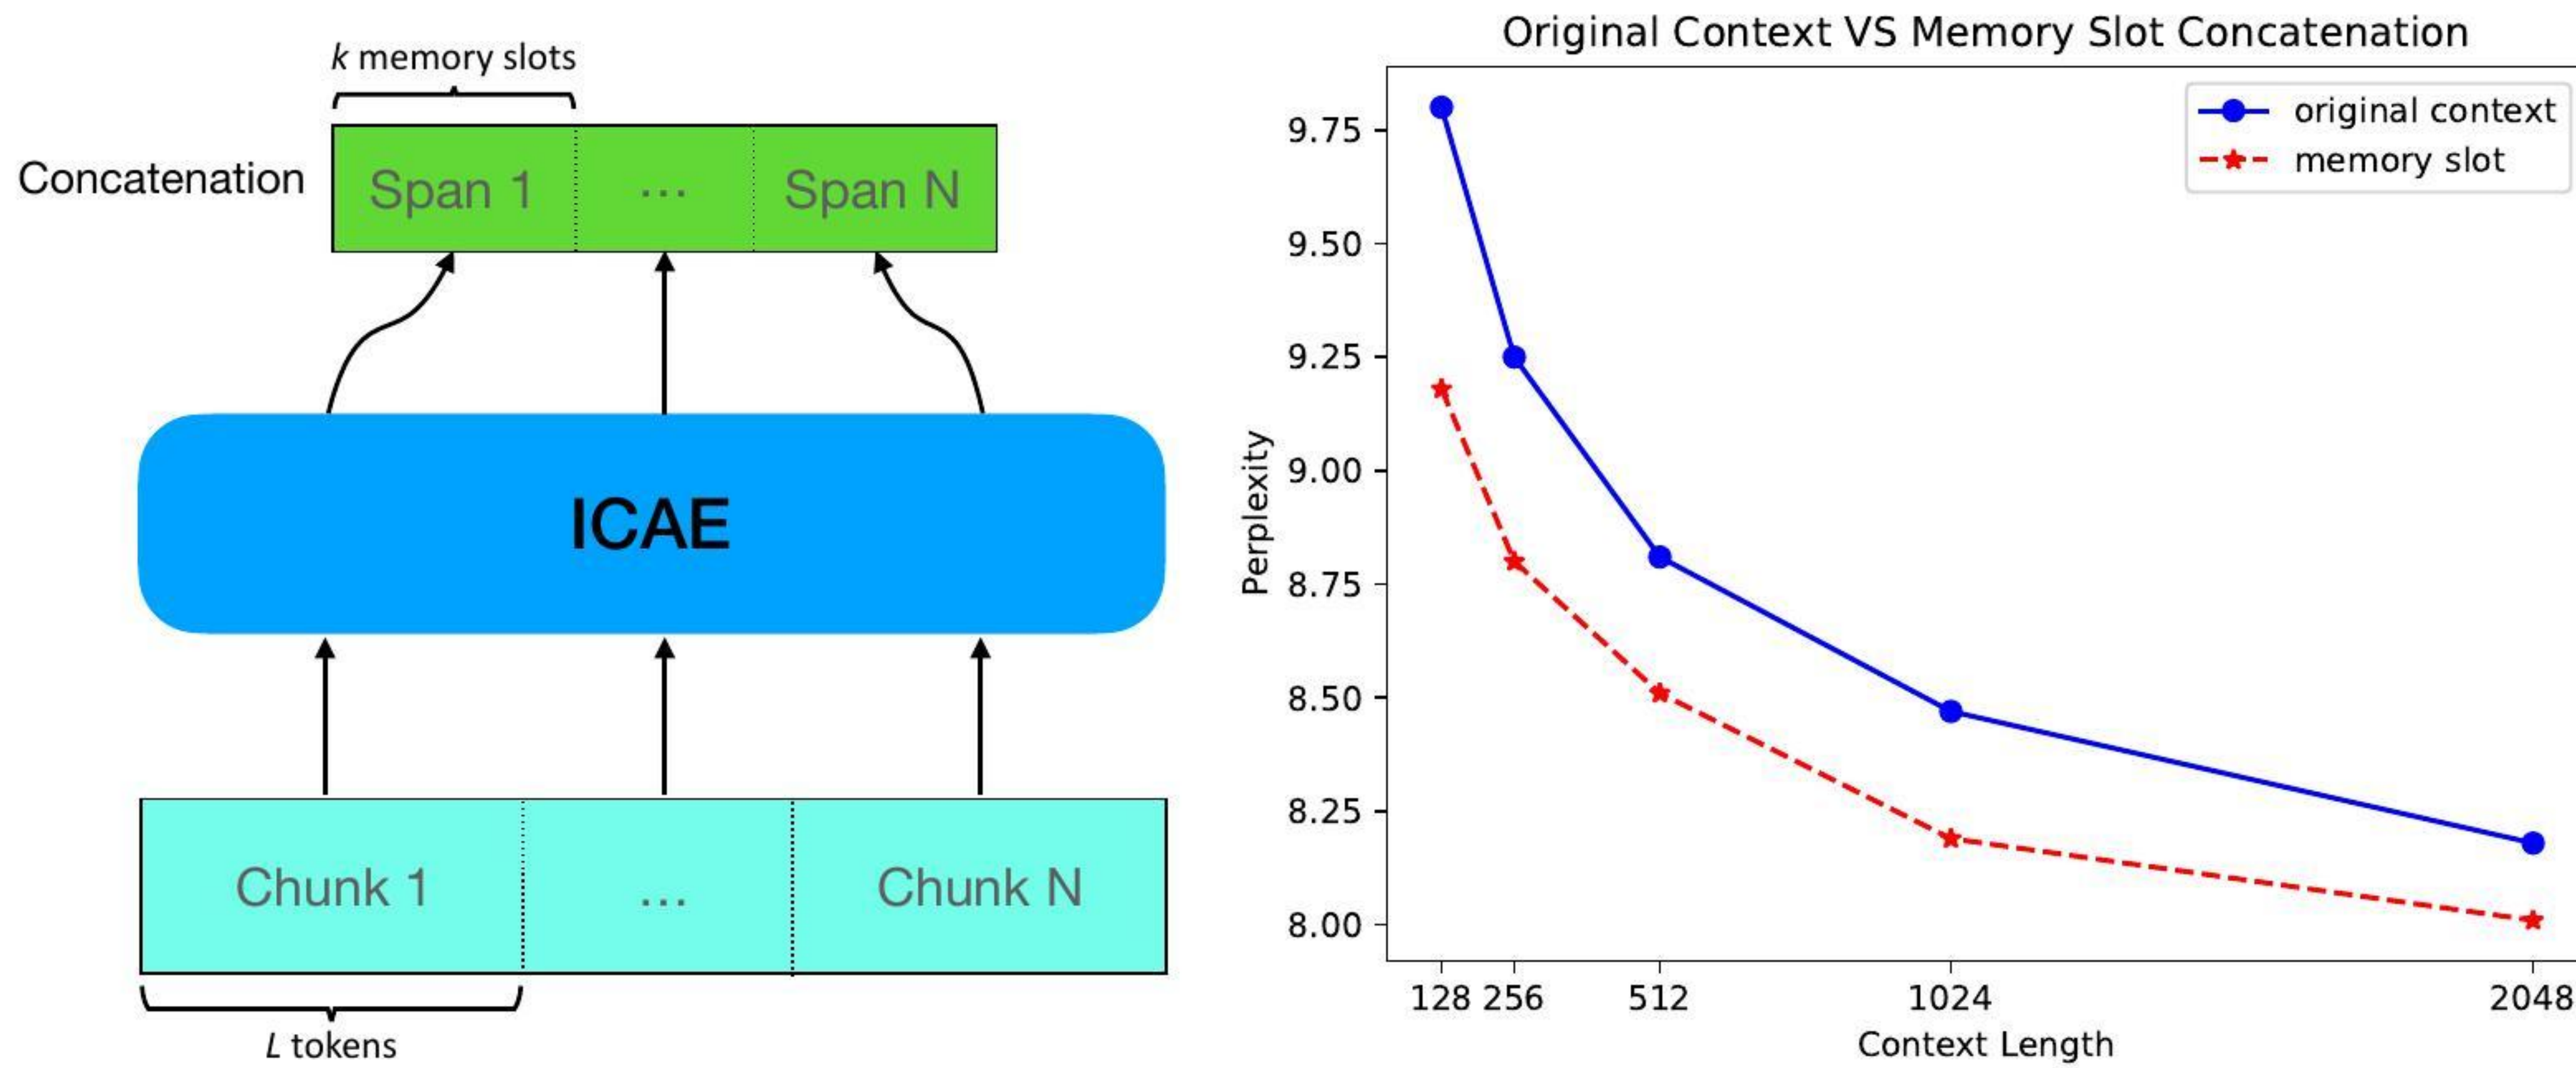 k memory slots
Concatenation
Span 1
...
Span N
ICAE
Chunk 1
...
Chunk N
L tokens
Original Context VS Memory Slot Concatenation
original context
memory slot
Perplexity
9.75
9.50
9.25
9.00
8.75
8.50
8.25
8.00
128 256 512 1024 2048
Context Length